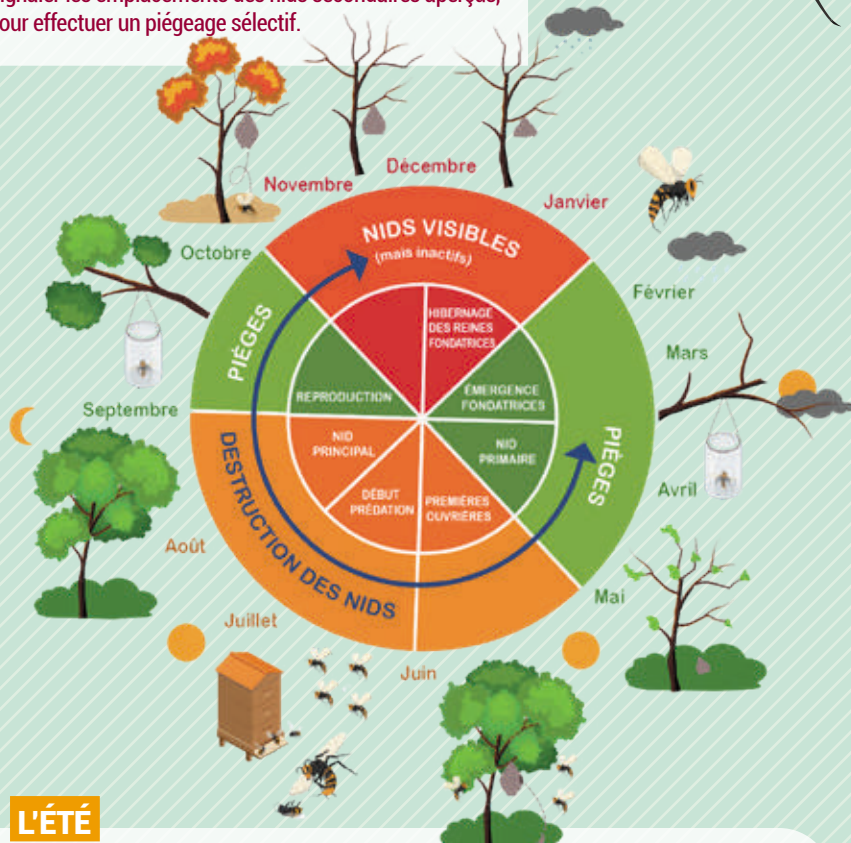 our effectuer un piégeage sélectif.
Décembre
Novembre
Janvier
NIDS VISIBLES
(mais inactifs)
Octobre
Février
HIBERNAGE
DES REINES
FONDATRICES
PIÉGES
Mars
REPRODUCTION
ÉMERGENCE
FONDATRICES
Septembre
NID
PRINCIPAL
NID
PRIMAIRE
PIÉGES
Avril
DÉBUT
PRÉDATION
PREMIÈRES
OUVRIÈRES
DESTRUCTION DES NIDS
Août
Mai
Juillet
Juin
L'ÉTÉ